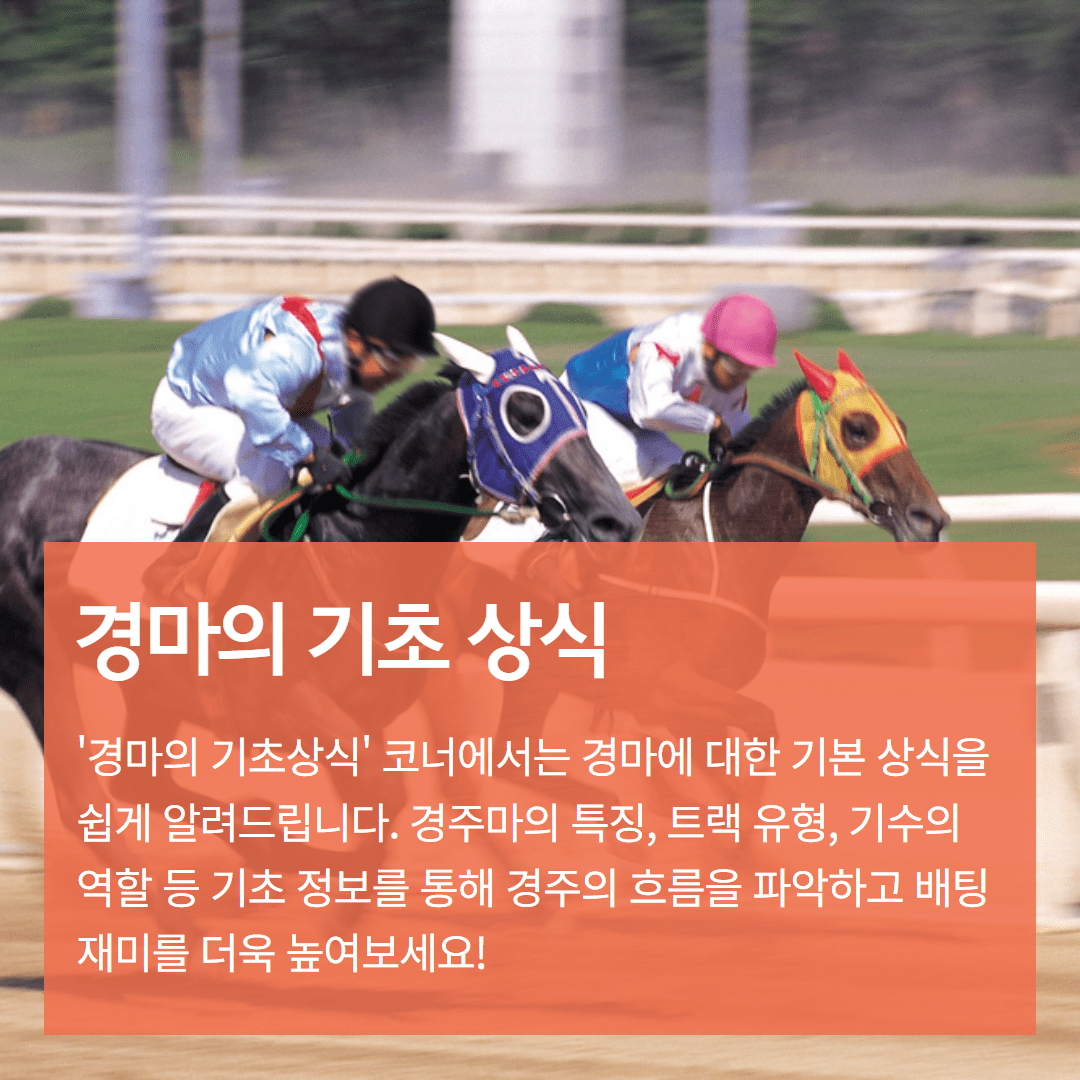 경마의 기초 상식
'경마의 기초상식' 코너에서는 경마에 대한 기본 상식을
쉽게 알려드립니다. 경주마의 특징, 트랙 유형, 기수의
역할 등 기초 정보를 통해 경주의 흐름을 파악하고 배팅
재미를 더욱 높여보세요!